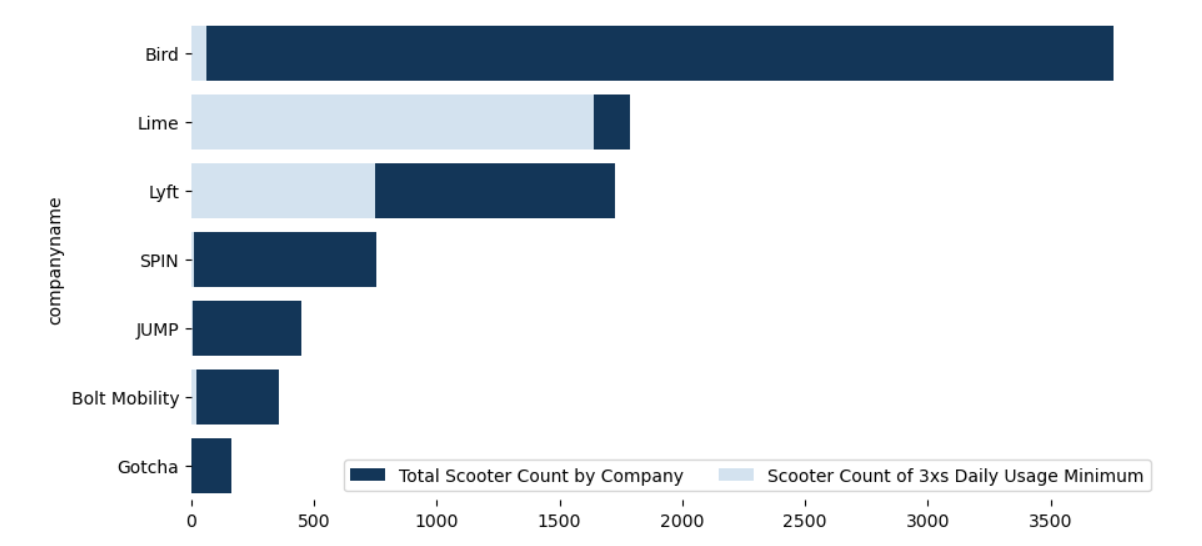 Bird
Lime
Lyft
SPIN
JUMP
Bolt Mobility
Gotcha
companyname
Total Scooter Count by Company
Scooter Count of 3xs Daily Usage Minimum
0 500 1000 1500 2000 2500 3000 3500